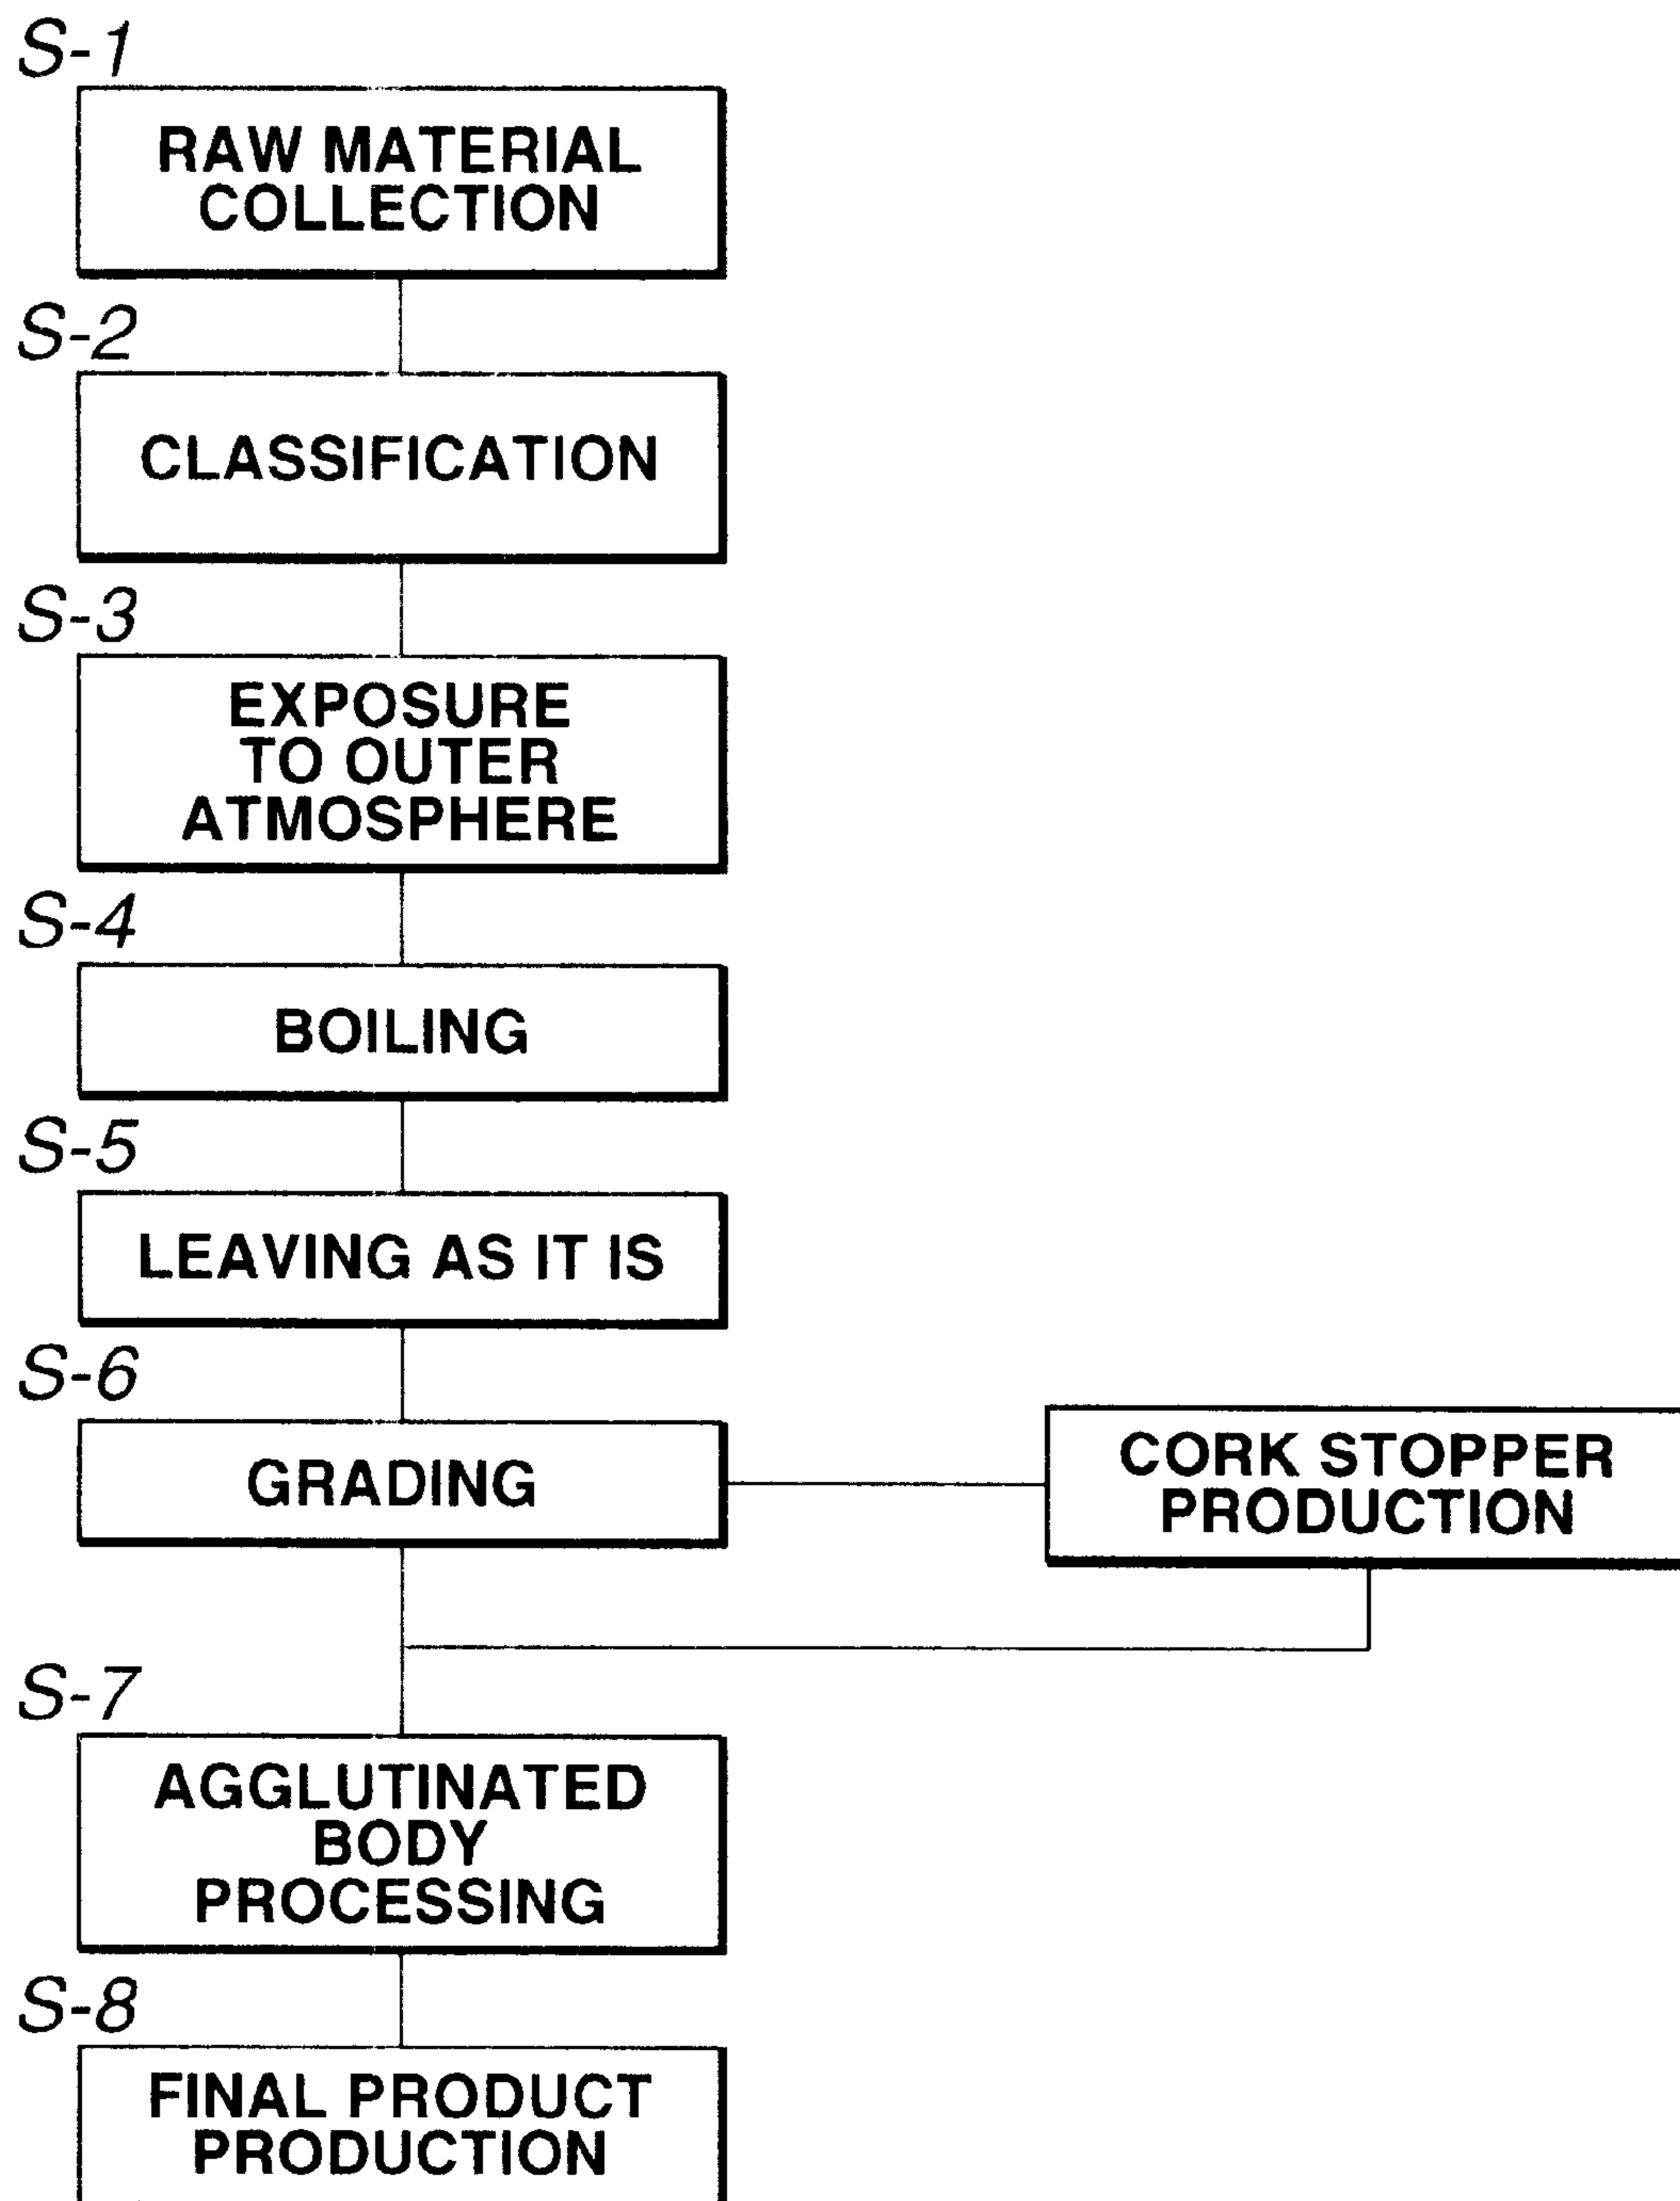 S-1
RAW MATERIAL
COLLECTION
S-2
CLASSIFICATION
S-3
EXPOSURE
TO OUTER
ATMOSPHERE
S-4
BOILING
S-5
LEAVING AS IT IS
S-6
GRADING
CORK STOPPER
PRODUCTION
S-7
AGGLUTINATED
BODY
PROCESSING
S-8
FINAL PRODUCT
PRODUCTION